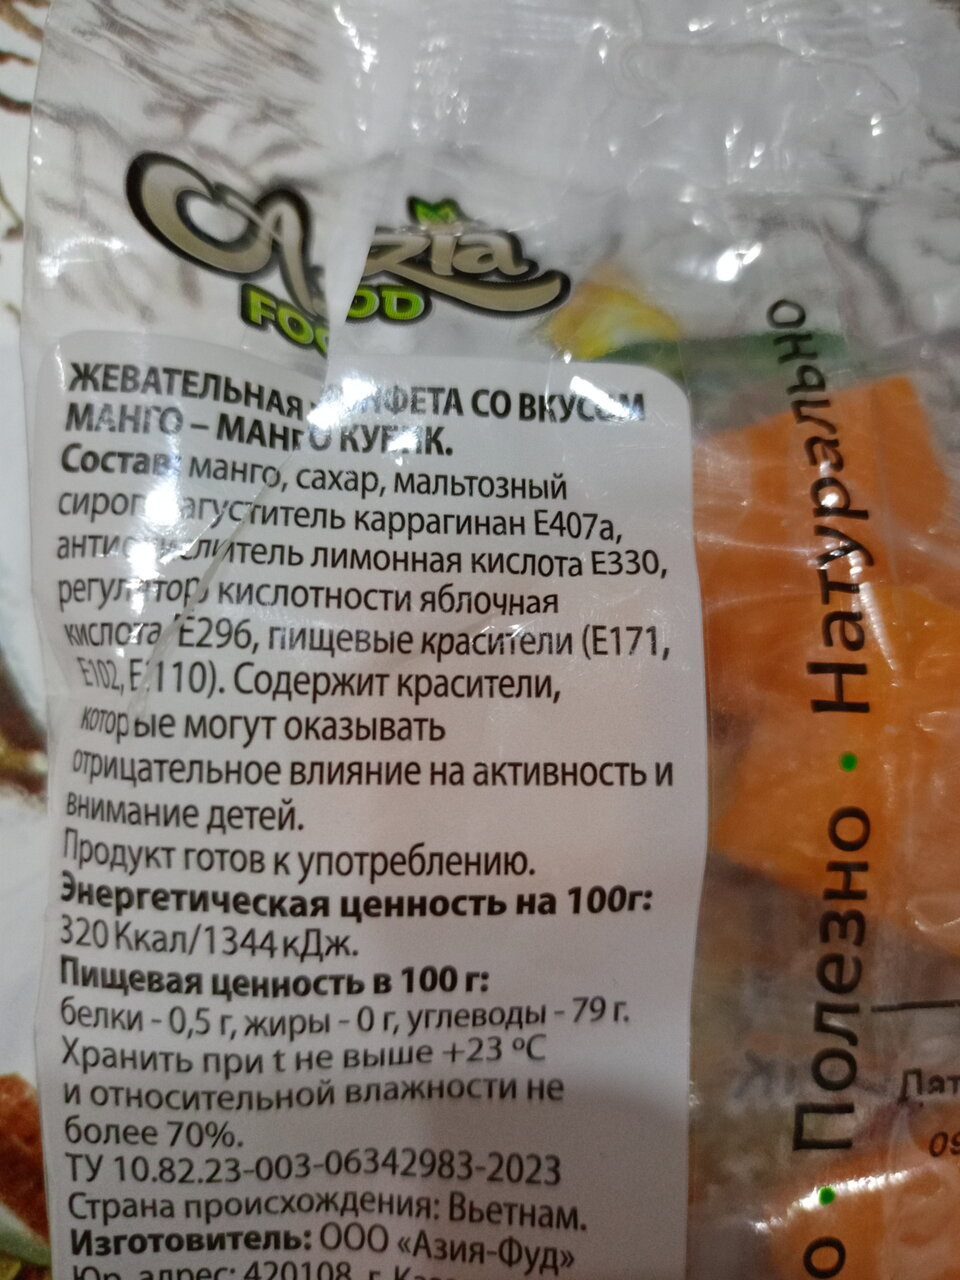 Azia
FOOD
ЖЕВАТЕЛЬНАЯ КОНФЕТА СО ВКУСОМ
МАНГО – МАНГО КУБИК.
Состав: манго, сахар, мальтозный
сироп, загуститель каррагинан Е407а,
антиокислитель лимонная кислота Е330,
регулятор кислотности яблочная
кислота Е296, пищевые красители (Е171,
Е102, Е110). Содержит красители,
которые могут оказывать
отрицательное влияние на активность и
внимание детей.
Продукт готов к употреблению.
Энергетическая ценность на 100г:
320 Ккал/1344 кДж.
Пищевая ценность в 100 г:
белки - 0,5 г, жиры - 0 г, углеводы - 79 г.
Хранить при t не выше +23 °C
и относительной влажности не
более 70%.
ТУ 10.82.23-003-06342983-2023
Страна происхождения: Вьетнам.
Изготовитель: ООО «Азия-Фуд»
Юр. адрес: 420108, г.
Полезно • Натурально